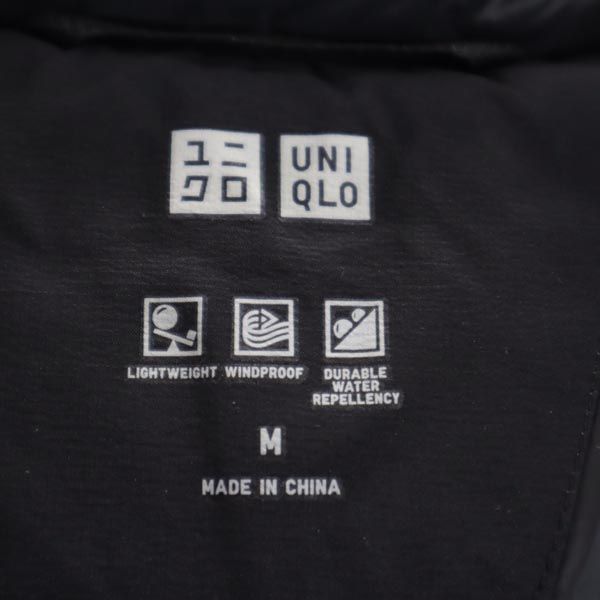 ユニ
クロ
UNI
QLO
LIGHTWEIGHT
WINDPROOF
DURABLE
WATER
REPELLENCY
M
MADE IN CHINA